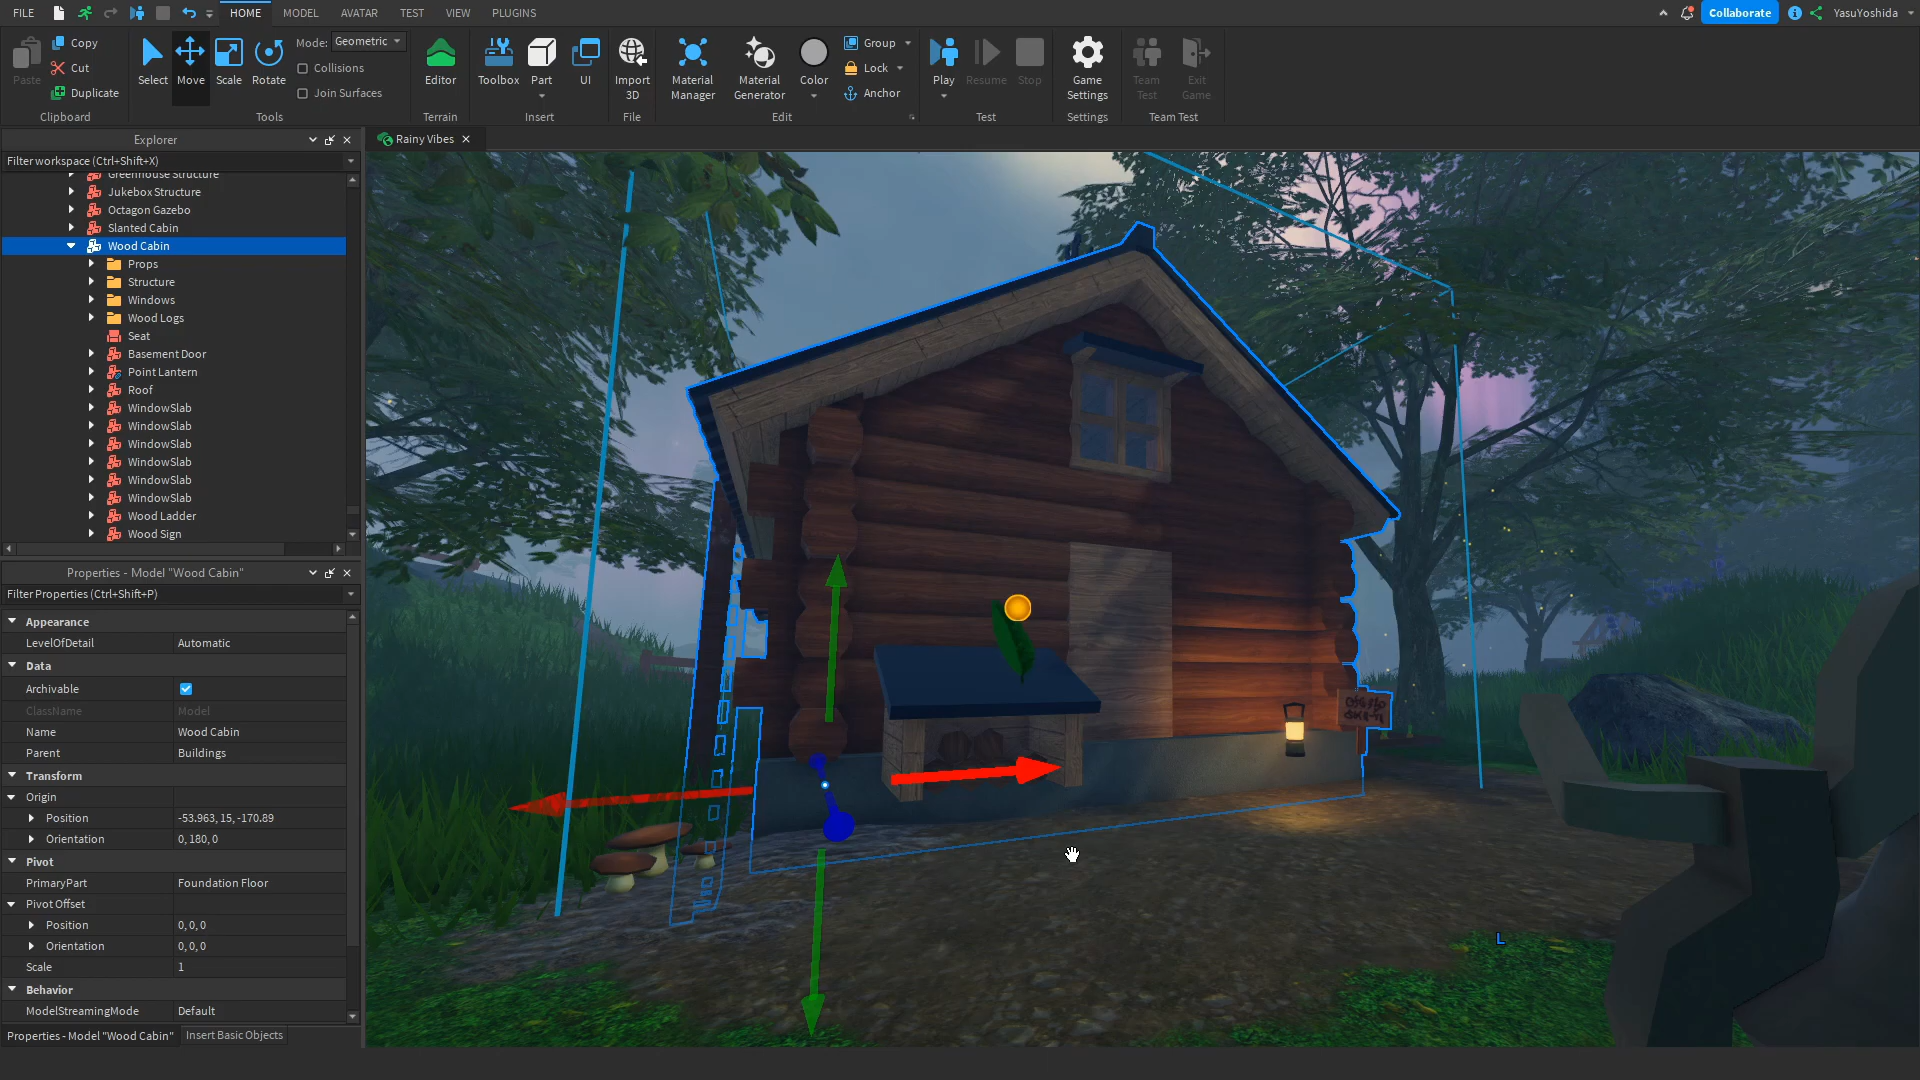 FILE
HOME
MODEL
AVATAR
TEST
VIEW
PLUGINS
Collaborate
YasuYoshida
Paste
Copy
Cut
Duplicate
Clipboard
Select
Move
Scale
Rotate
Mode: Geometric
Collisions
Join Surfaces
Tools
Editor
Terrain
Toolbox
Part
UI
Insert
Import
3D
File
Material
Manager
Material
Generator
Color
Group
Lock
Anchor
Edit
Play
Resume
Stop
Test
Game
Settings
Settings
Team
Test
Exit
Game
Team Test
Explorer
Filter workspace (Ctrl+Shift+X)
Greenhouse Structure
Jukebox Structure
Octagon Gazebo
Slanted Cabin
Wood Cabin
Props
Structure
Windows
Wood Logs
Seat
Basement Door
Point Lantern
Roof
WindowSlab
WindowSlab
WindowSlab
WindowSlab
WindowSlab
WindowSlab
Wood Ladder
Wood Sign
Rainy Vibes
Properties - Model "Wood Cabin"
Filter Properties (Ctrl+Shift+P)
Appearance
LevelOfDetail Automatic
Data
Archivable
ClassName Model
Name Wood Cabin
Parent Buildings
Transform
Origin
Position -53.963, 15, -170.89
Orientation 0, 180, 0
Pivot
PrimaryPart Foundation Floor
Pivot Offset
Position 0, 0, 0
Orientation 0, 0, 0
Scale 1
Behavior
ModelStreamingMode Default
Properties - Model "Wood Cabin"
Insert Basic Objects
L